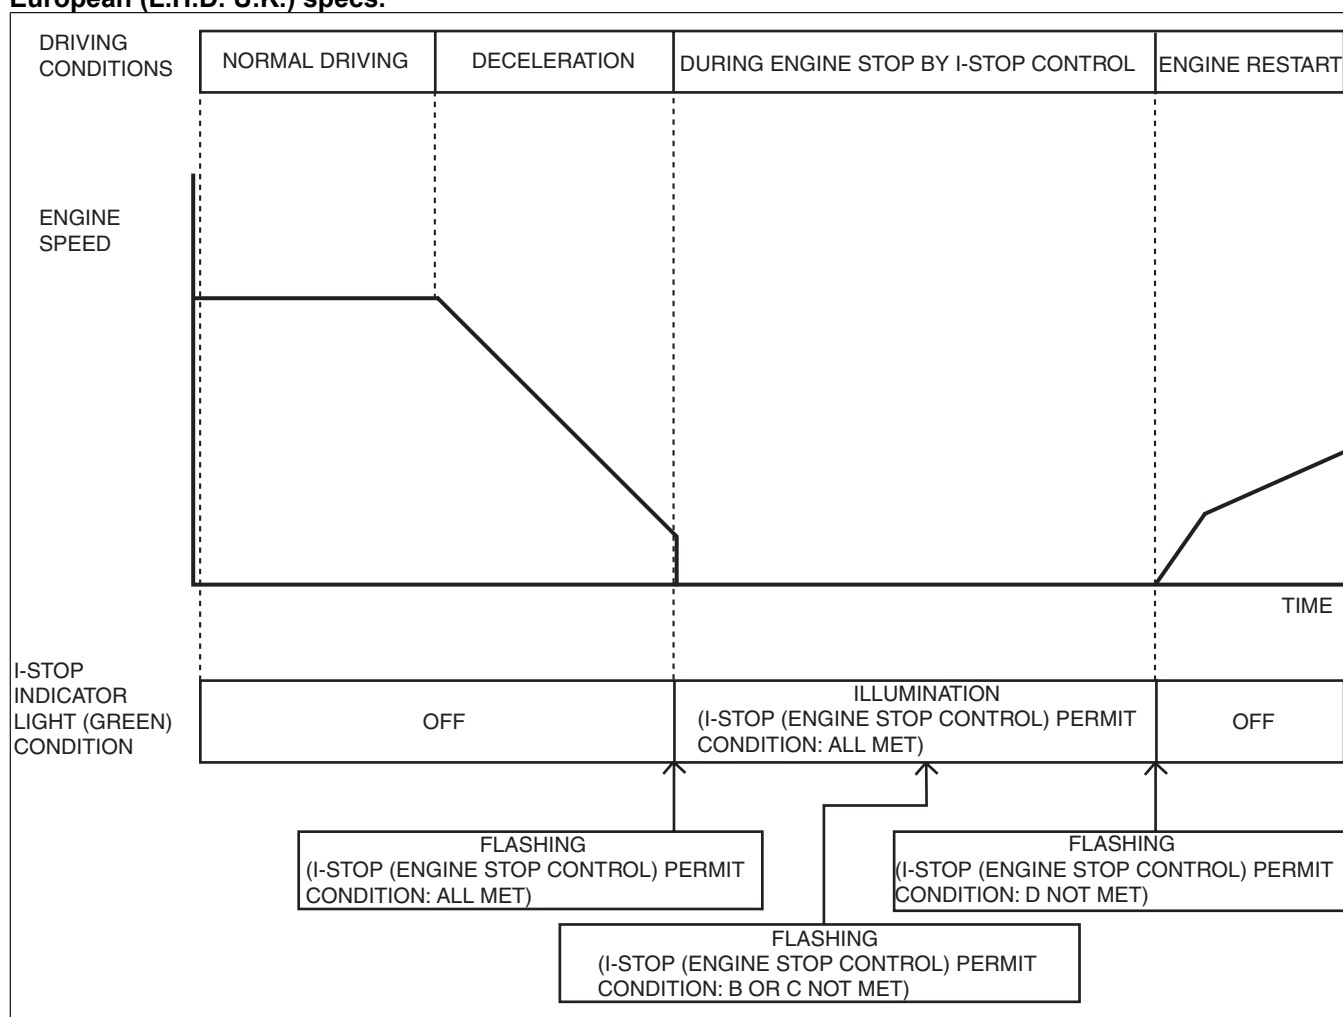 European (L.H.D. U.K.) specs.
DRIVING
CONDITIONS
NORMAL DRIVING
DECELERATION
DURING ENGINE STOP BY I-STOP CONTROL
ENGINE RESTART
ENGINE
SPEED
TIME
I-STOP
INDICATOR
LIGHT (GREEN)
CONDITION
OFF
ILLUMINATION
(I-STOP (ENGINE STOP CONTROL) PERMIT
CONDITION: ALL MET)
OFF
FLASHING
(I-STOP (ENGINE STOP CONTROL) PERMIT
CONDITION: ALL MET)
FLASHING
(I-STOP (ENGINE STOP CONTROL) PERMIT
CONDITION: D NOT MET)
FLASHING
(I-STOP (ENGINE STOP CONTROL) PERMIT
CONDITION: B OR C NOT MET)